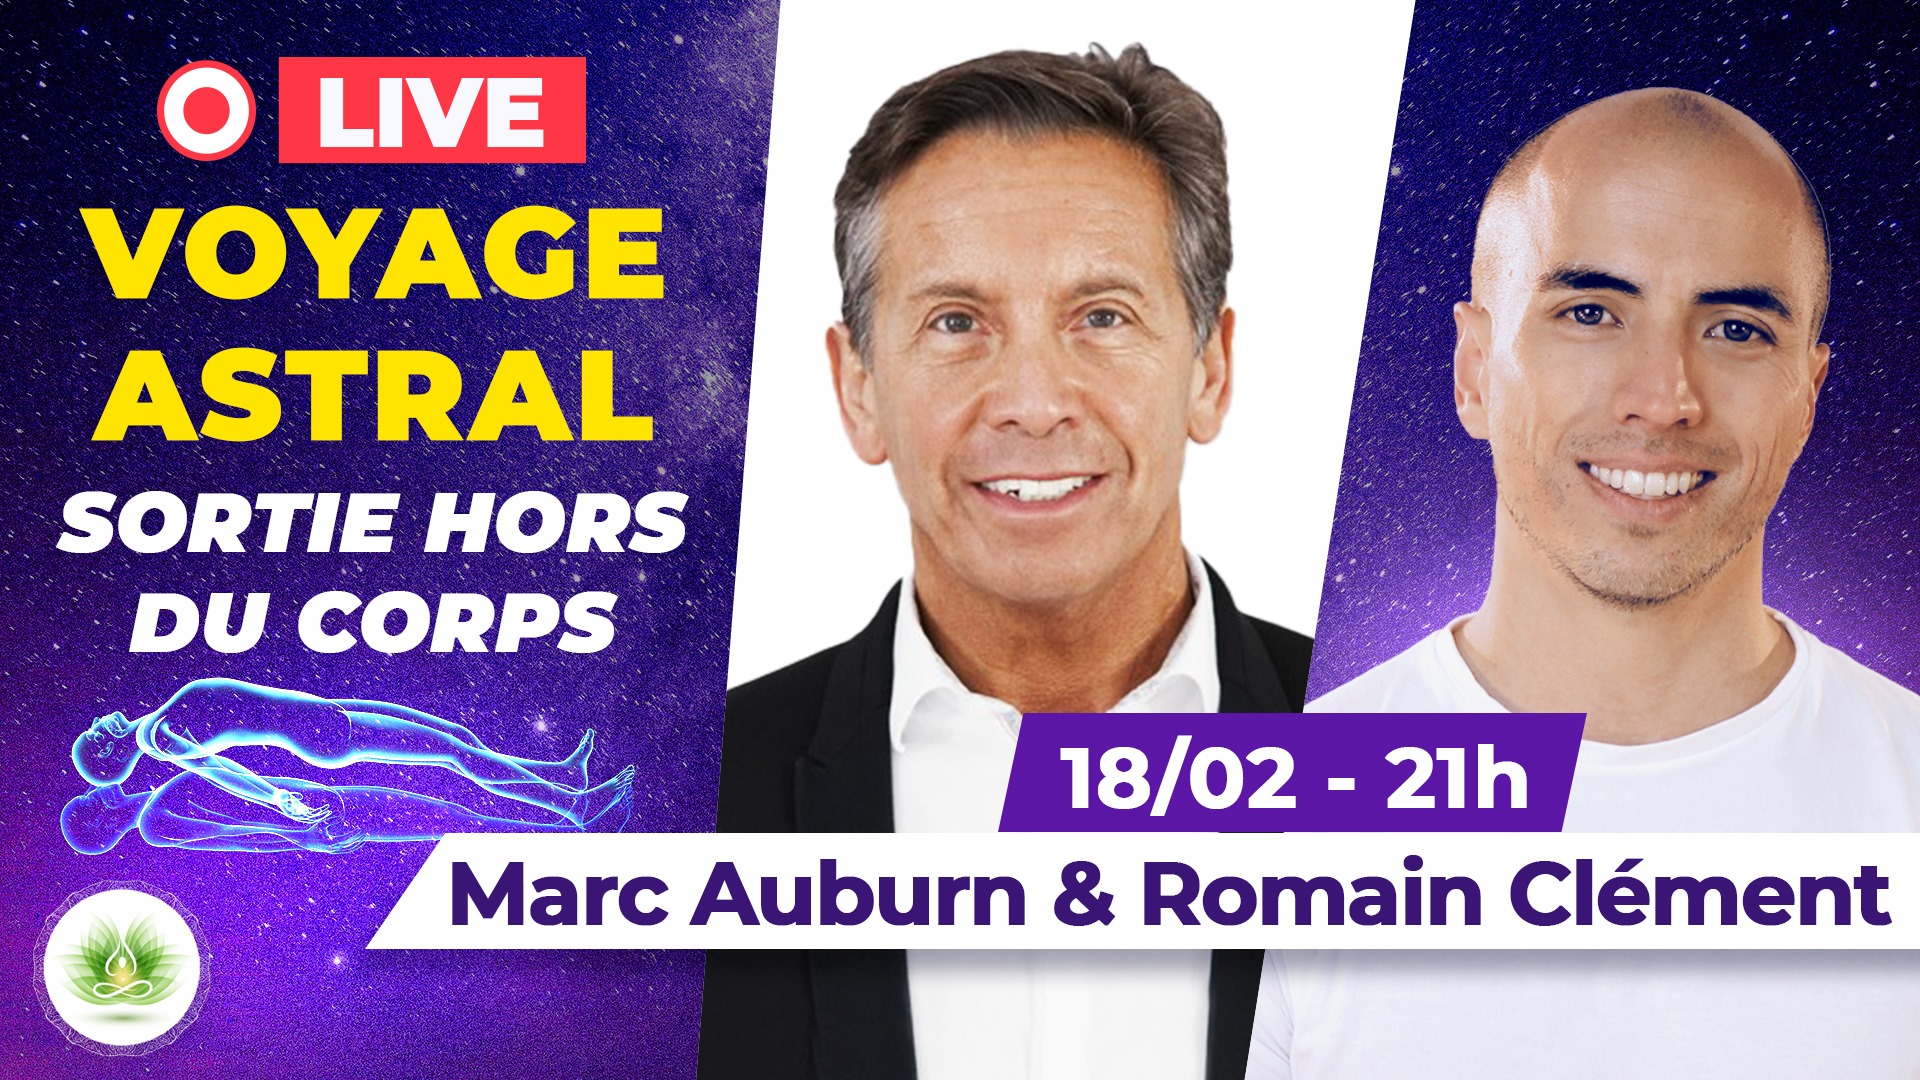 LIVE
VOYAGE
ASTRAL
SORTIE HORS
DU CORPS
18/02 - 21h
Marc Auburn & Romain Clément